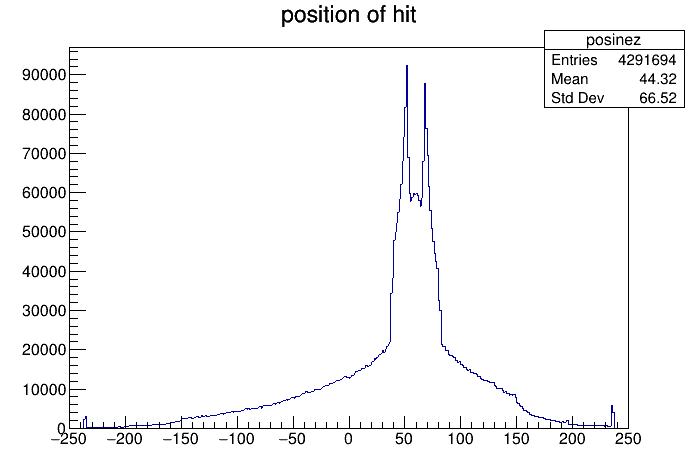 position of hit
posinez
Entries 4291694
Mean 44.32
Std Dev 66.52
90000
80000
70000
60000
50000
40000
30000
20000
10000
0
−250 −200 −150 −100 −50 0 50 100 150 200 250